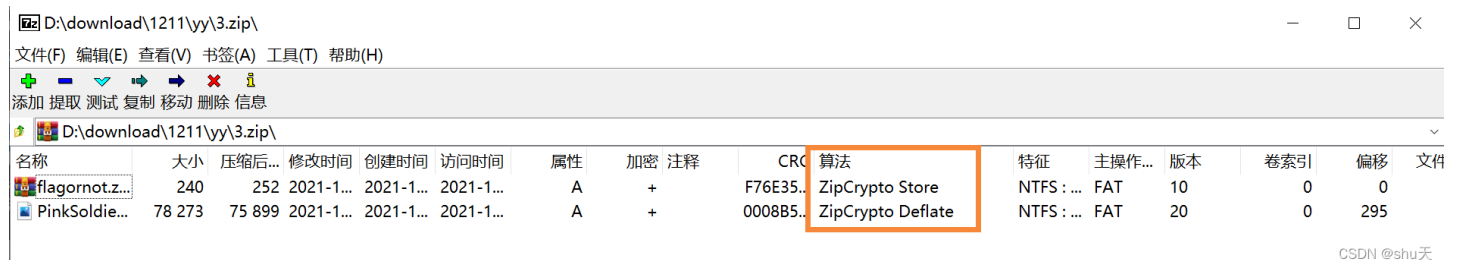 D:\download\1211\yy\3.zip\
文件(F) 编辑(E) 查看(V) 书签(A) 工具(T) 帮助(H)
添加 提取 测试 复制 移动 删除 信息
D:\download\1211\yy\3.zip\
名称 大小 压缩后... 修改时间 创建时间 访问时间 属性 加密 注释 CRC 算法 特征 主操作... 版本 卷索引 偏移 文件
flagornot.z... 240 252 2021-1... 2021-1... 2021-1... A + F76E35... ZipCrypto Store NTFS : ... FAT 10 0 0
PinkSoldie... 78 273 75 899 2021-1... 2021-1... 2021-1... A + 0008B5... ZipCrypto Deflate NTFS : ... FAT 20 0 295
CSDN @shu天